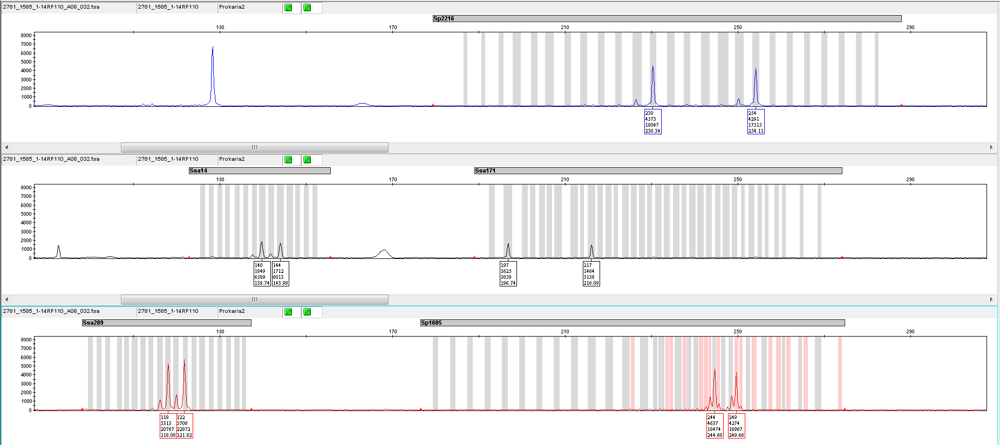 2781_1585_1-14RF110_A08_032.fsa 2781_1585_1-14RF110 Prokaria2
Sp2216
130 170 210 250 290
8000
7000
6000
5000
4000
3000
2000
1000
0
230 254
4573 4291
18047 17515
230.34 254.11
2781_1585_1-14RF110_A08_032.fsa 2781_1585_1-14RF110 Prokaria2
Ssa14 Ssa171
130 170 210 250 290
8000
7000
6000
5000
4000
3000
2000
1000
0
140 144 197 217
1849 1712 1625 1464
6589 6013 5859 5138
139.74 143.99 196.74 216.09
2781_1585_1-14RF110_A08_032.fsa 2781_1585_1-14RF110 Prokaria2
Ssa289 Sp1605
130 170 210 250 290
8000
7000
6000
5000
4000
3000
2000
1000
0
118 122 244 249
5313 5708 4637 4274
20767 22872 18474 16967
118.08 121.82 244.60 249.66